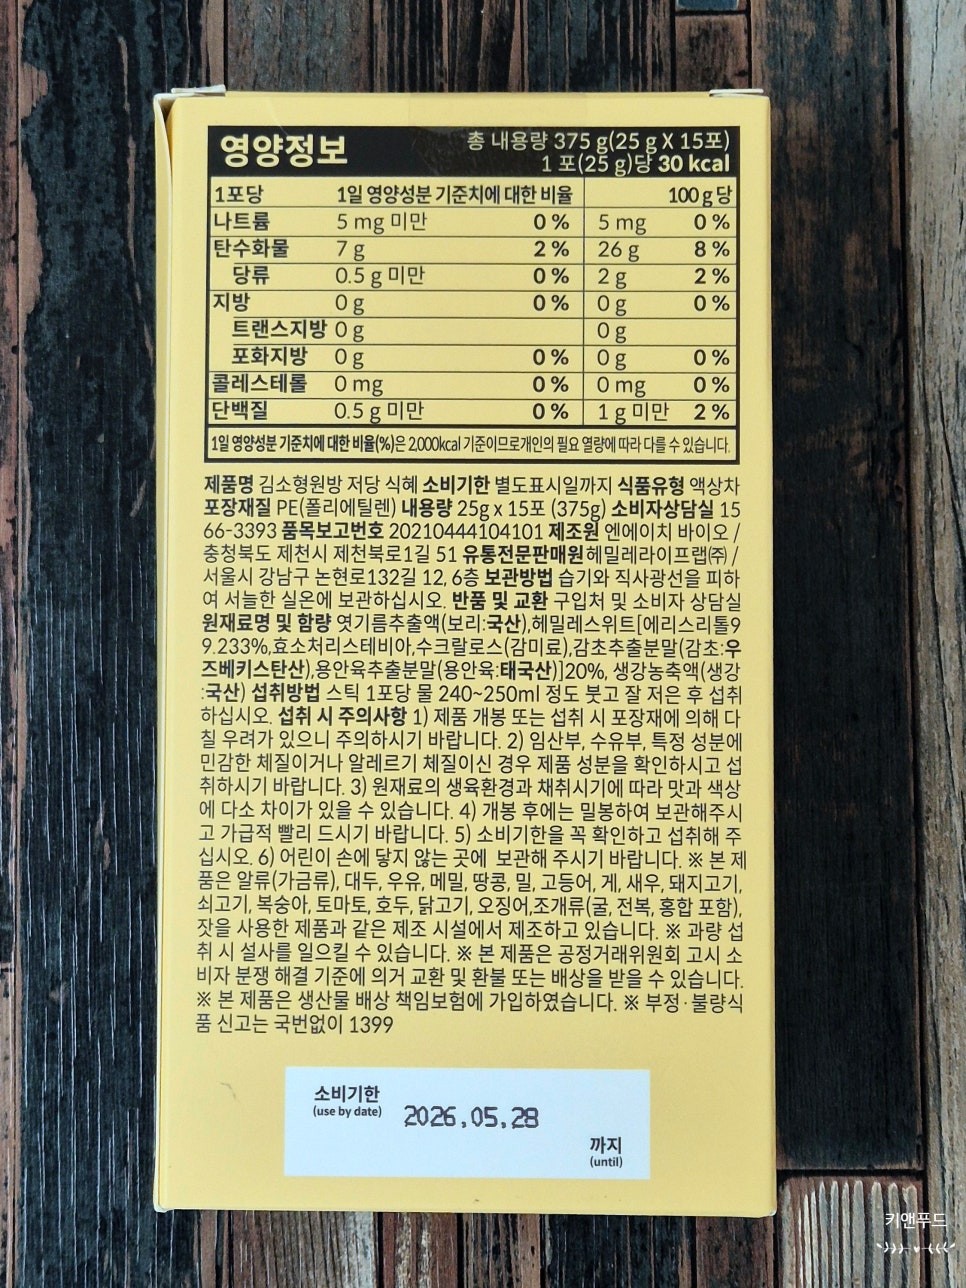 영양정보
총 내용량 375 g(25 g X 15포)
1 포(25 g)당 30 kcal
1포당 1일 영양성분 기준치에 대한 비율 100 g당
나트륨 5 mg 미만 0 % 5 mg 0 %
탄수화물 7 g 2 % 26 g 8 %
당류 0.5 g 미만 0 % 2 g 2 %
지방 0 g 0 % 0 g 0 %
트랜스지방 0 g 0 g
포화지방 0 g 0 % 0 g 0 %
콜레스테롤 0 mg 0 % 0 mg 0 %
단백질 0.5 g 미만 0 % 1 g 미만 2 %
1일 영양성분 기준치에 대한 비율(%)은 2,000kcal 기준이므로개인의 필요 열량에 따라 다를 수 있습니다.
제품명 김소형원방 저당 식혜 소비기한 별도표시일까지 식품유형 액상차
포장재질 PE(폴리에틸렌) 내용량 25g x 15포 (375g) 소비자상담실 15
66-3393 품목보고번호 20210444104101 제조원 엔에이치 바이오 /
충청북도 제천시 제천북로1길 51 유통전문판매원 헤밀레라이프랩㈜ /
서울시 강남구 논현로132길 12, 6층 보관방법 습기와 직사광선을 피하
여 서늘한 실온에 보관하십시오. 반품 및 교환 구입처 및 소비자 상담실
원재료명 및 함량 엿기름추출액(보리:국산),헤밀레스위트[에리스리톨9
9.233%,효소처리스테비아,수크랄로스(감미료),감초추출분말(감초:우
즈베키스탄산),용안육추출분말(용안육:태국산)]20%, 생강농축액(생강
:국산) 섭취방법 스틱 1포당 물 240~250ml 정도 붓고 잘 저은 후 섭취
하십시오. 섭취 시 주의사항 1) 제품 개봉 또는 섭취 시 포장재에 의해 다
칠 우려가 있으니 주의하시기 바랍니다. 2) 임산부, 수유부, 특정 성분에
민감한 체질이거나 알레르기 체질이신 경우 제품 성분을 확인하시고 섭
취하시기 바랍니다. 3) 원재료의 생육환경과 채취시기에 따라 맛과 색상
에 다소 차이가 있을 수 있습니다. 4) 개봉 후에는 밀봉하여 보관해주시
고 가급적 빨리 드시기 바랍니다. 5) 소비기한을 꼭 확인하고 섭취해 주
십시오. 6) 어린이 손에 닿지 않는 곳에 보관해 주시기 바랍니다. ※ 본 제
품은 알류(가금류), 대두, 우유, 메밀, 땅콩, 밀, 고등어, 게, 새우, 돼지고기,
쇠고기, 복숭아, 토마토, 호두, 닭고기, 오징어,조개류(굴, 전복, 홍합 포함),
잣을 사용한 제품과 같은 제조 시설에서 제조하고 있습니다. ※ 과량 섭
취 시 설사를 일으킬 수 있습니다. ※ 본 제품은 공정거래위원회 고시 소
비자 분쟁 해결 기준에 의거 교환 및 환불 또는 배상을 받을 수 있습니다.
※ 본 제품은 생산물 배상 책임보험에 가입하였습니다. ※ 부정·불량식
품 신고는 국번없이 1399
소비기한
(use by date) 2026.05.28
까지
(until)
키앤푸드